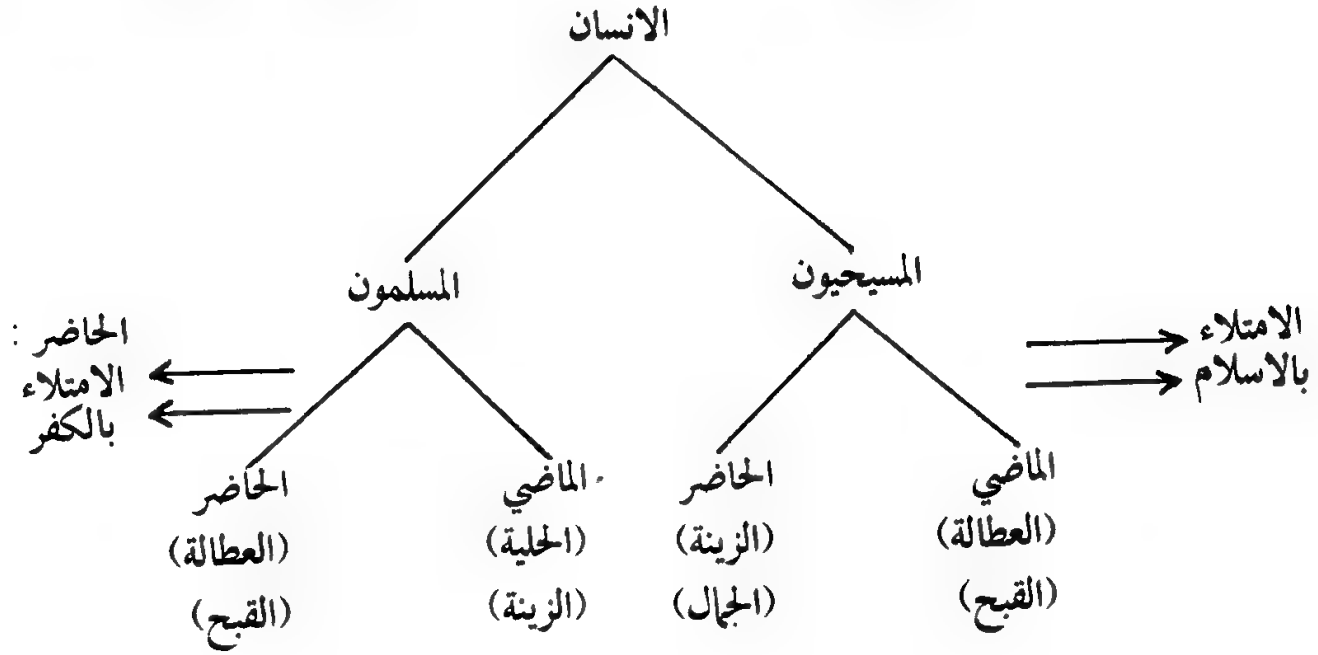 الانسان
المسيحيون
المسلمون
الامتلاء
بالاسلام
الحاضر :
الامتلاء
بالكفر
الماضي
(العطالة)
(القبح)
الحاضر
(الزينة)
(الجمال)
الماضي
(الحلية)
(الزينة)
الحاضر
(العطالة)
(القبح)